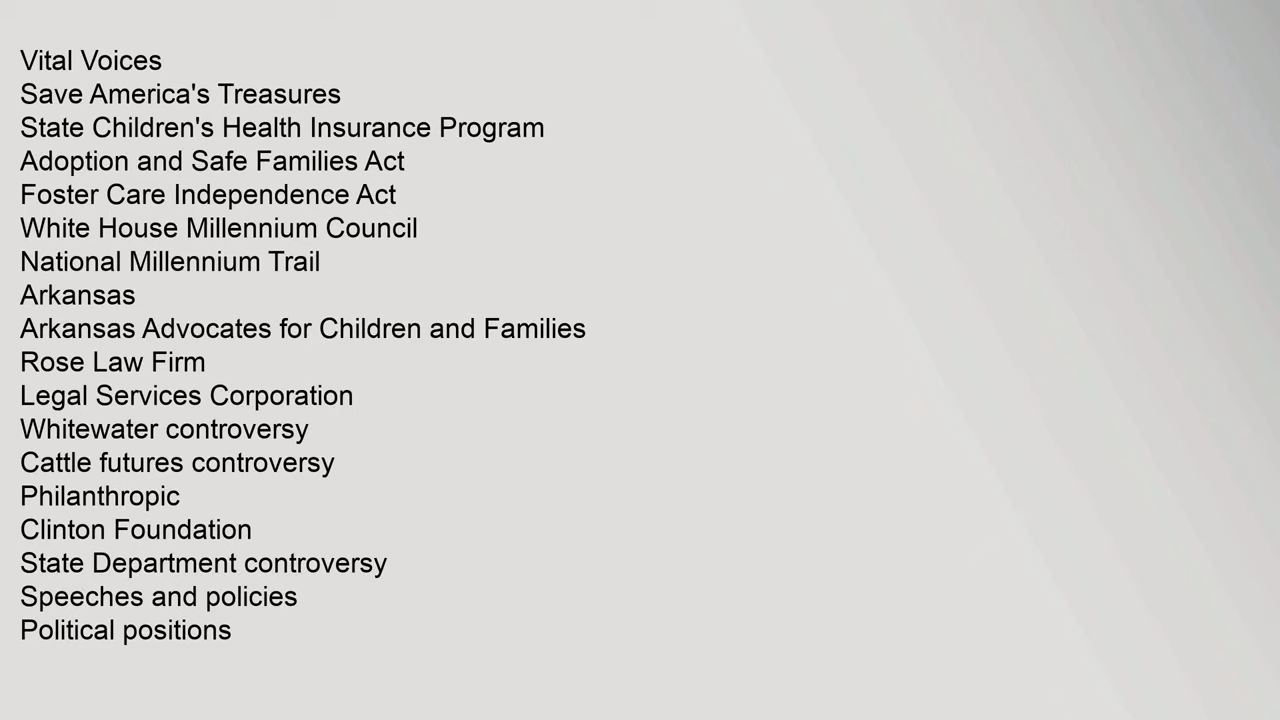 Vital Voices
Save America's Treasures
State Children's Health Insurance Program
Adoption and Safe Families Act
Foster Care Independence Act
White House Millennium Council
National Millennium Trail
Arkansas
Arkansas Advocates for Children and Families
Rose Law Firm
Legal Services Corporation
Whitewater controversy
Cattle futures controversy
Philanthropic
Clinton Foundation
State Department controversy
Speeches and policies
Political positions